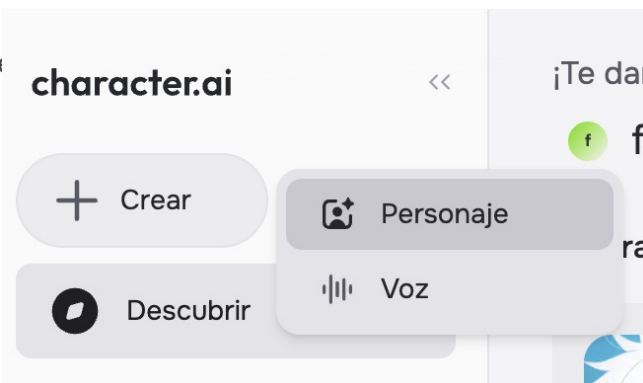 character.ai
¡Te da
f
f
Crear
Personaje
Voz
Descubrir